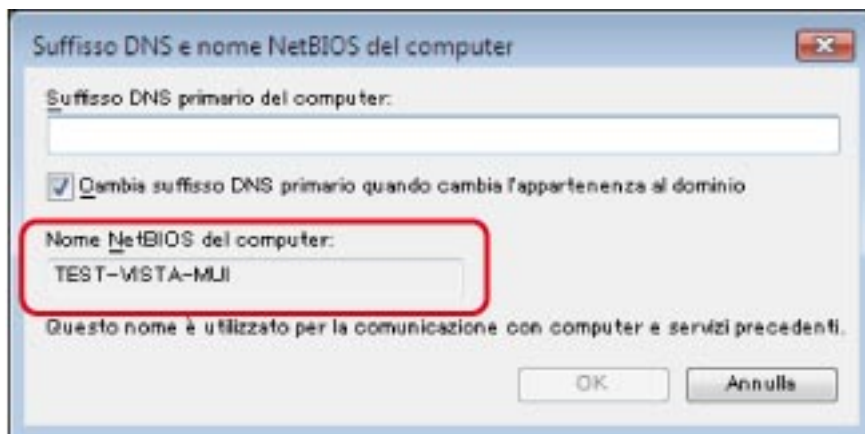 Suffisso DNS e nome NetBIOS del computer
Suffisso DNS primario del computer:
Cambia suffisso DNS primario quando cambia l'appartenenza al dominio
Nome NetBIOS del computer:
TEST-VISTA-MUI
Questo nome è utilizzato per la comunicazione con computer e servizi precedenti.
OK
Annulla